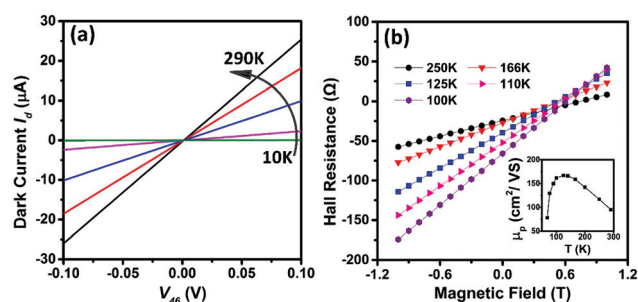 (a)
290K
10K
Dark Current I_d (μA)
30
20
10
0
-10
-20
-30
-0.10 -0.05 0.00 0.05 0.10
V_46 (V)
(b)
250K 166K
125K 110K
100K
Hall Resistance (Ω)
100
50
0
-50
-100
-150
-200
-1.2 -0.6 0.0 0.6 1.2
Magnetic Field (T)
μ_p (cm²/ VS)
200
150
100
50
100 200 300
T (K)